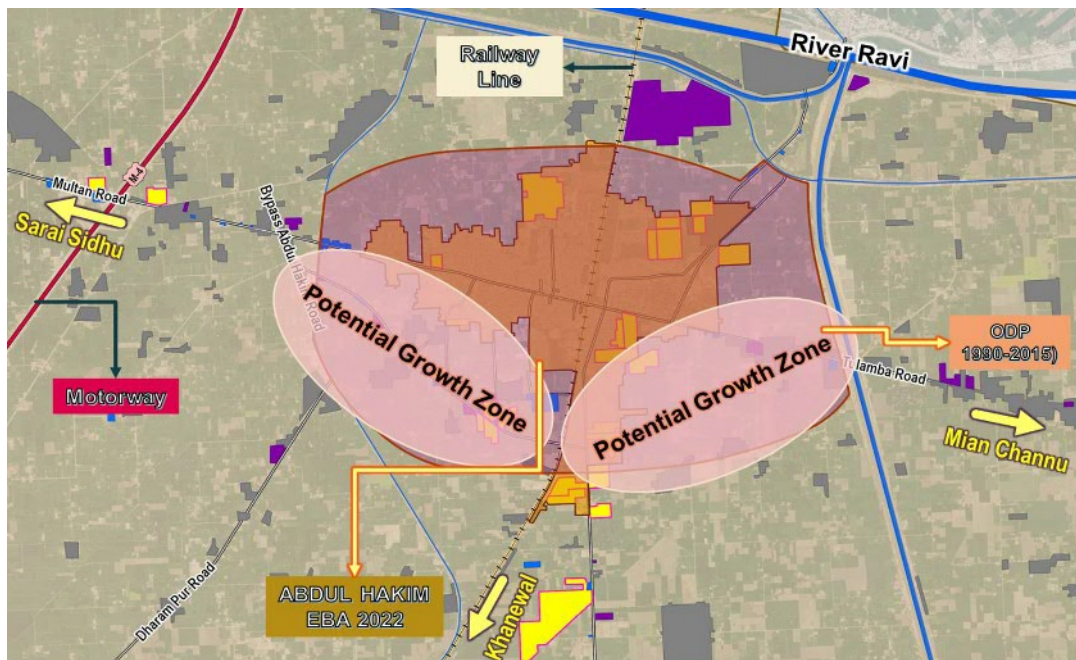 River Ravi
Railway
Line
M-4
Multan Road
Sarai Sidhu
Bypass Abdul Hakim Road
Potential Growth Zone
Potential Growth Zone
ODP
1990-2015)
Tulamba Road
Motorway
Mian Channu
ABDUL HAKIM
EBA 2022
Khanewal
Dharam Pur Road